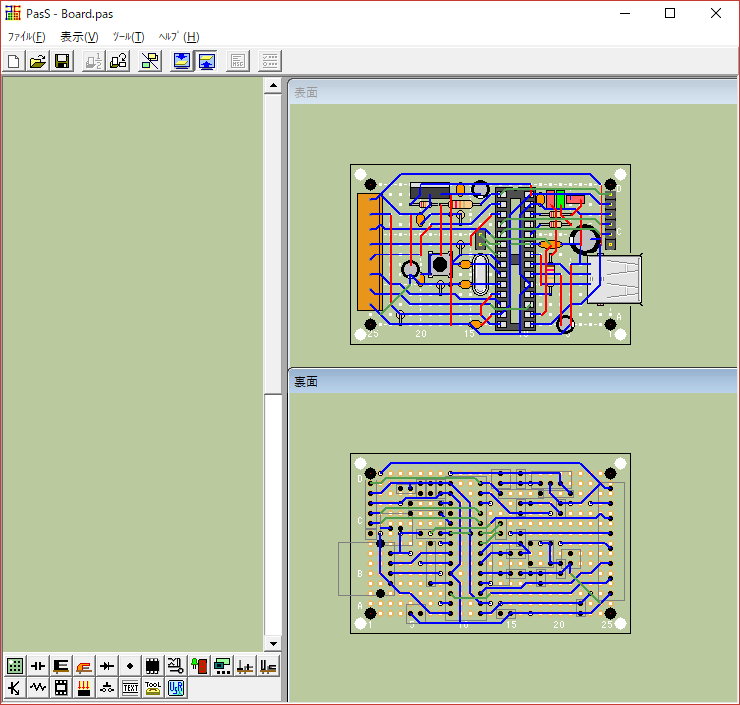 PasS - Board.pas
ﾌｧｲﾙ(F) 表示(V) ﾂｰﾙ(T) ﾍﾙﾌﾟ(H)
表面
D
C
A
25 20 15 10 1
裏面
D
C
B
A
1 5 10 15 20 25
TEXT TooL